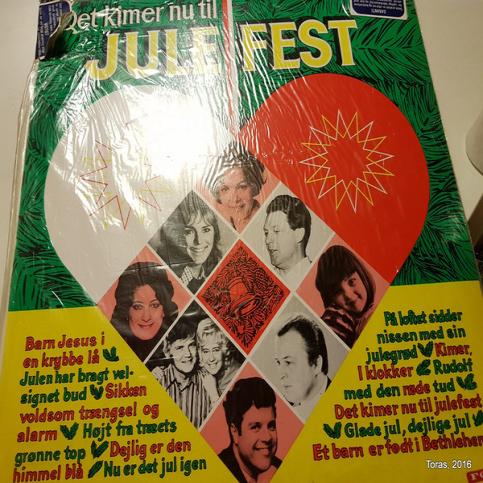 Det kimer nu til
JULE FEST
Barn Jesus i
en krybbe lå
Julen har bragt vel-
signet bud Sikken
voldsom trængsel og
alarm Højt fra træets
grønne top Dejlig er den
himmel blå Nu er det jul igen
På loftet sidder
nissen med sin
julegrød Kimer,
I klokker Rudolf
med den røde tud
Det kimer nu til julefest
Glade jul, dejlige jul
Et barn er født i Bethlehem
Toras, 2016